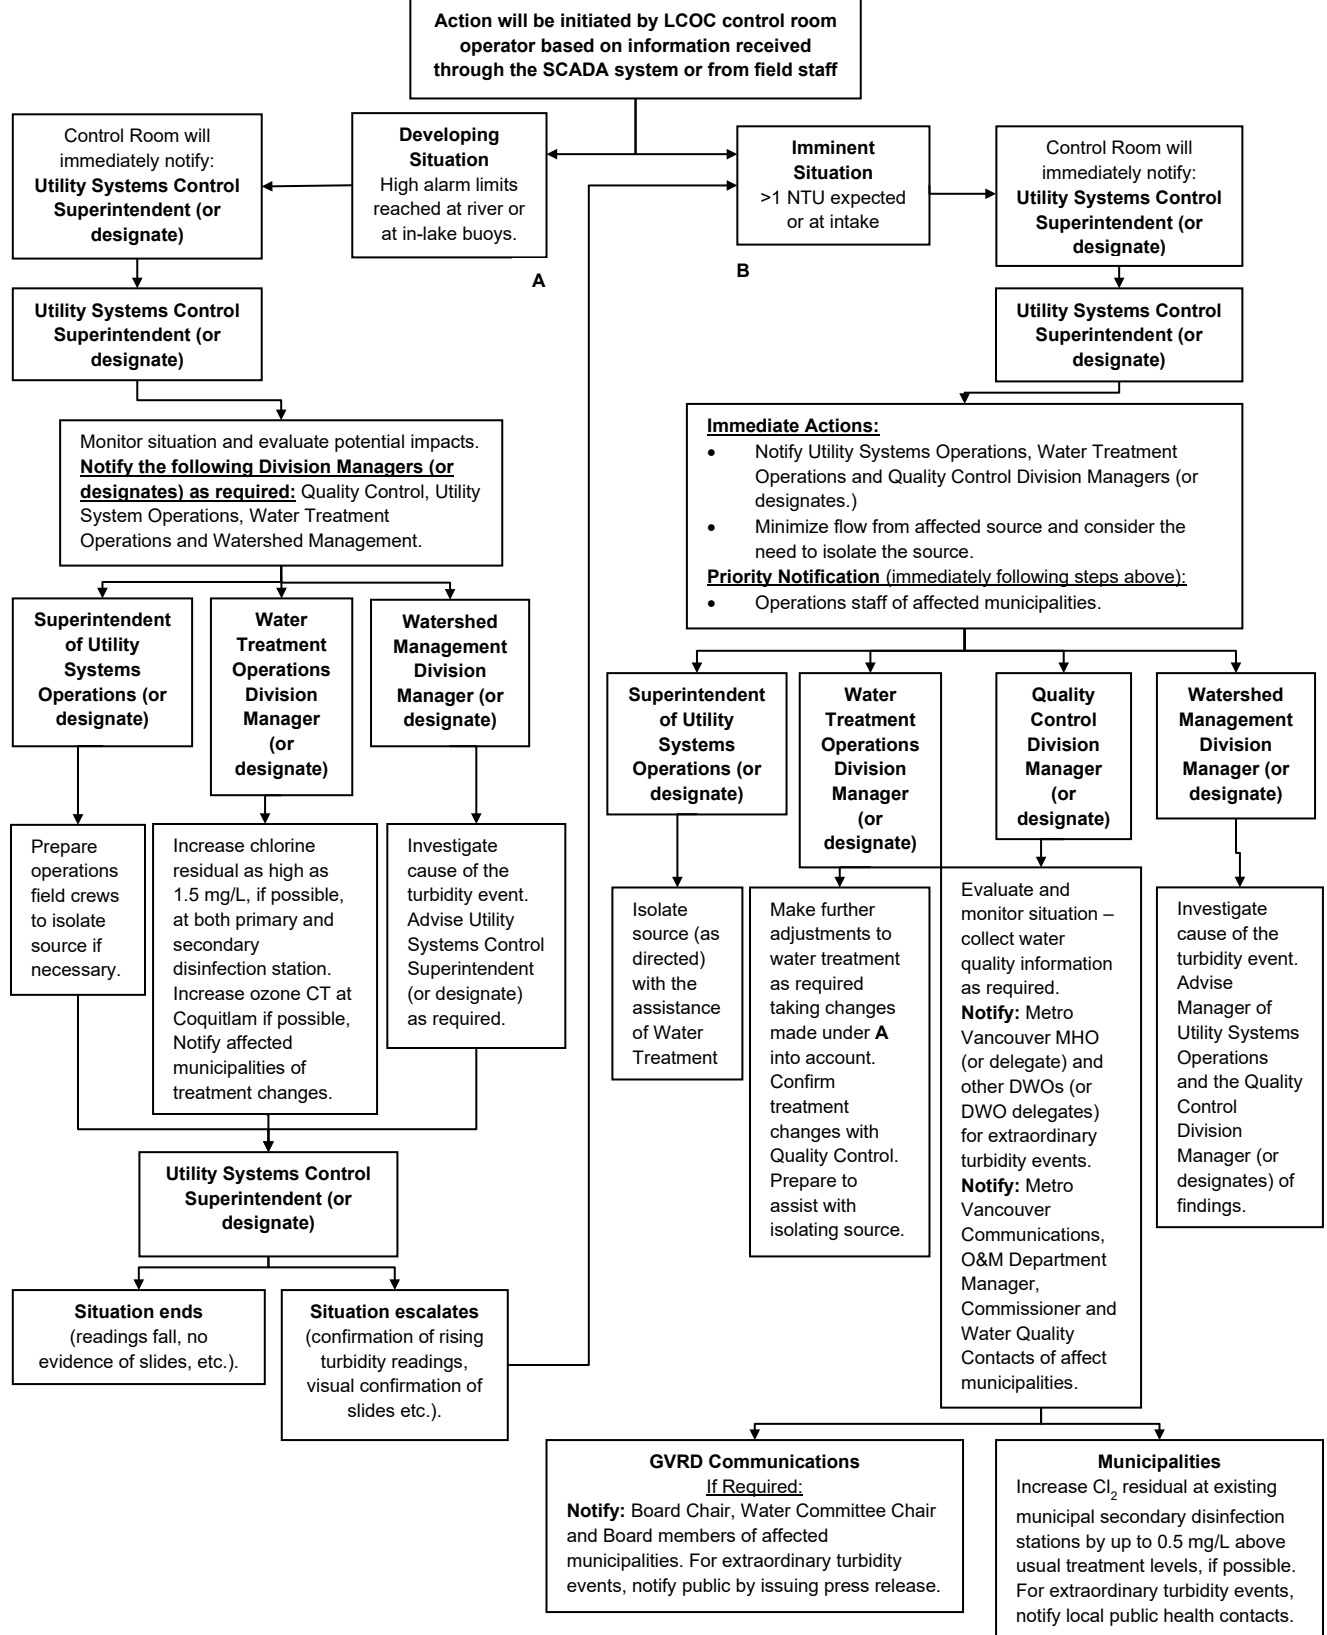 Action will be initiated by LCOC control room
operator based on information received
through the SCADA system or from field staff
Control Room will
immediately notify:
Utility Systems Control
Superintendent (or
designate)
Developing
Situation
High alarm limits
reached at river or
at in-lake buoys.
A
Imminent
Situation
>1 NTU expected
or at intake
B
Control Room will
immediately notify:
Utility Systems Control
Superintendent (or
designate)
Utility Systems Control
Superintendent (or
designate)
Utility Systems Control
Superintendent (or
designate)
Monitor situation and evaluate potential impacts.
Notify the following Division Managers (or
designates) as required: Quality Control, Utility
System Operations, Water Treatment
Operations and Watershed Management.
Immediate Actions:
• Notify Utility Systems Operations, Water Treatment
Operations and Quality Control Division Managers (or
designates.)
• Minimize flow from affected source and consider the
need to isolate the source.
Priority Notification (immediately following steps above):
• Operations staff of affected municipalities.
Superintendent
of Utility
Systems
Operations (or
designate)
Water
Treatment
Operations
Division
Manager
(or
designate)
Watershed
Management
Division
Manager (or
designate)
Superintendent
of Utility
Systems
Operations (or
designate)
Water
Treatment
Operations
Division
Manager
(or
designate)
Quality
Control
Division
Manager
(or
designate)
Watershed
Management
Division
Manager (or
designate)
Prepare
operations
field crews
to isolate
source if
necessary.
Increase chlorine
residual as high as
1.5 mg/L, if possible,
at both primary and
secondary
disinfection station.
Increase ozone CT at
Coquitlam if possible,
Notify affected
municipalities of
treatment changes.
Investigate
cause of the
turbidity event.
Advise Utility
Systems Control
Superintendent
(or designate)
as required.
Isolate
source (as
directed)
with the
assistance
of Water
Treatment
Make further
adjustments to
water treatment
as required
taking changes
made under A
into account.
Confirm
treatment
changes with
Quality Control.
Prepare to
assist with
isolating source.
Evaluate and
monitor situation –
collect water
quality information
as required.
Notify: Metro
Vancouver MHO
(or delegate) and
other DWOs (or
DWO delegates)
for extraordinary
turbidity events.
Notify: Metro
Vancouver
Communications,
O&M Department
Manager,
Commissioner and
Water Quality
Contacts of affect
municipalities.
Investigate
cause of the
turbidity event.
Advise
Manager of
Utility Systems
Operations
and the Quality
Control
Division
Manager (or
designates) of
findings.
Utility Systems Control
Superintendent (or
designate)
Situation ends
(readings fall, no
evidence of slides, etc.).
Situation escalates
(confirmation of rising
turbidity readings,
visual confirmation of
slides etc.).
GVRD Communications
If Required:
Notify: Board Chair, Water Committee Chair
and Board members of affected
municipalities. For extraordinary turbidity
events, notify public by issuing press release.
Municipalities
Increase Cl2 residual at existing
municipal secondary disinfection
stations by up to 0.5 mg/L above
usual treatment levels, if possible.
For extraordinary turbidity events,
notify local public health contacts.